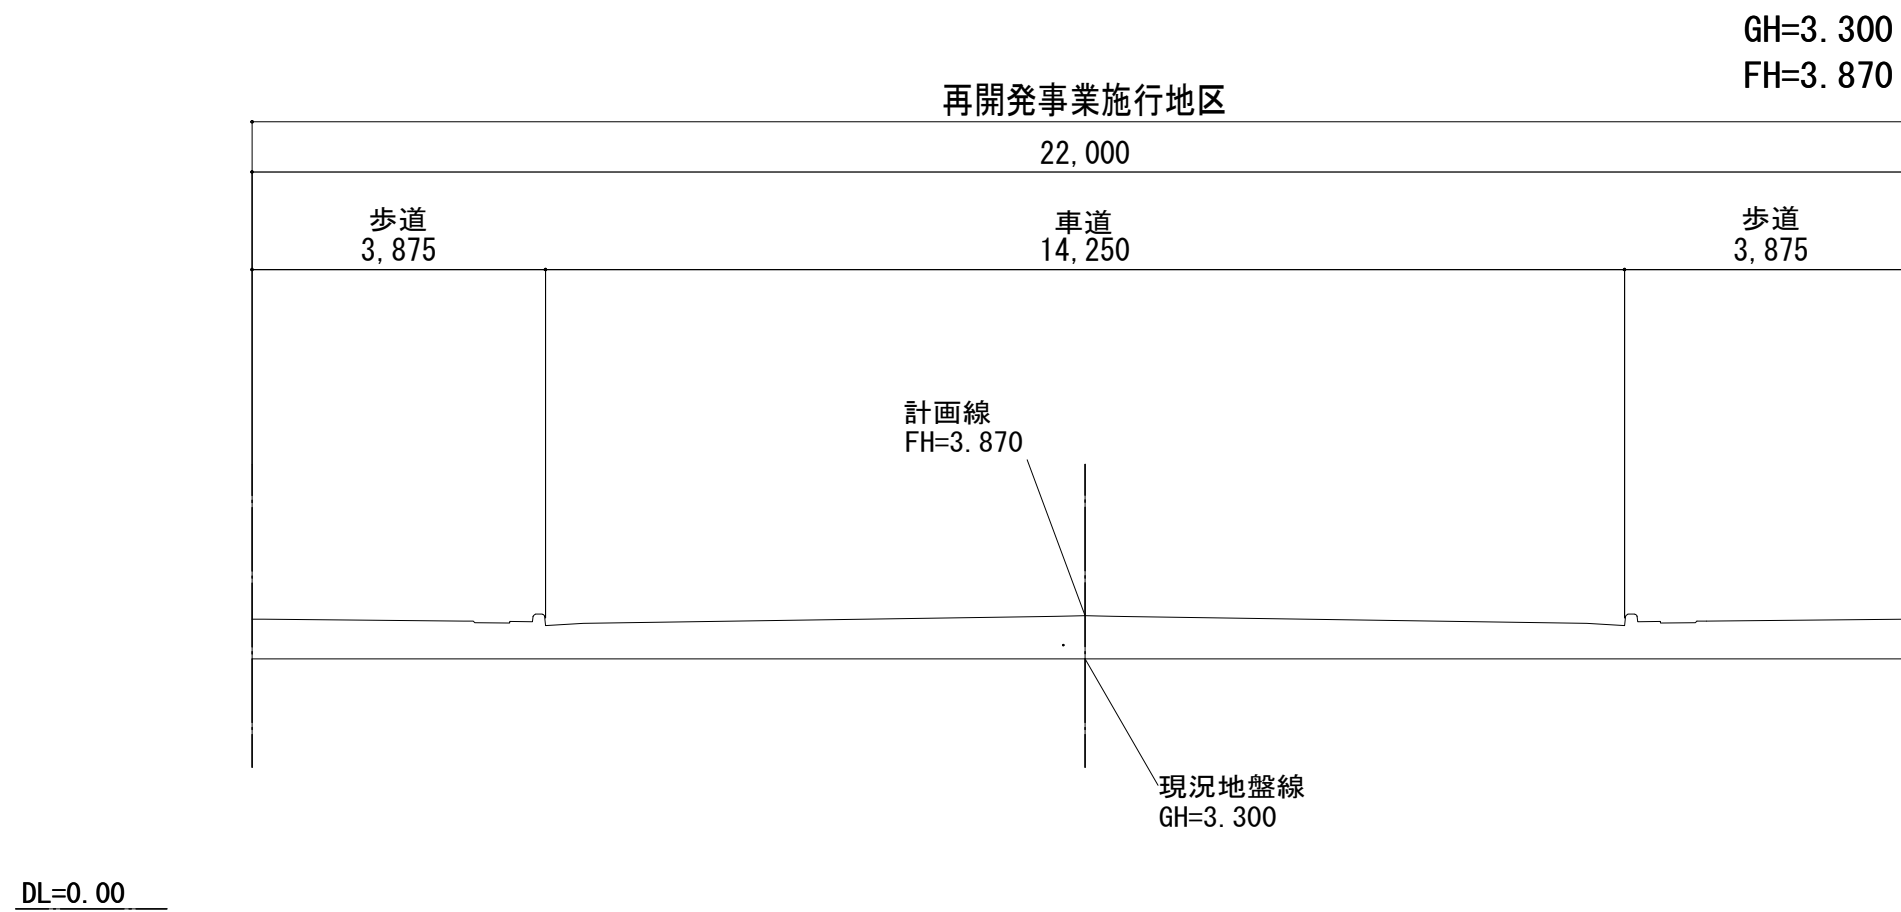 GH=3.300
FH=3.870
再開発事業施行地区
22,000
歩道
3,875
車道
14,250
歩道
3,875
計画線
FH=3.870
現況地盤線
GH=3.300
DL=0.00